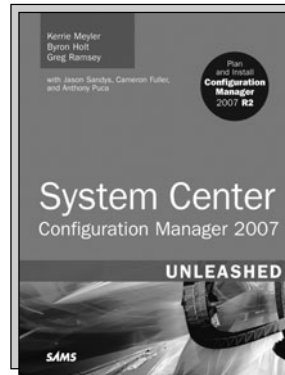 Kerrie Meyler
Byron Holt
Greg Ramsey
with Jason Sandys, Cameron Fuller,
and Anthony Puca
Plan
and Install
Configuration
Manager
2007 R2
System Center
Configuration Manager 2007
UNLEASHED
SAMS